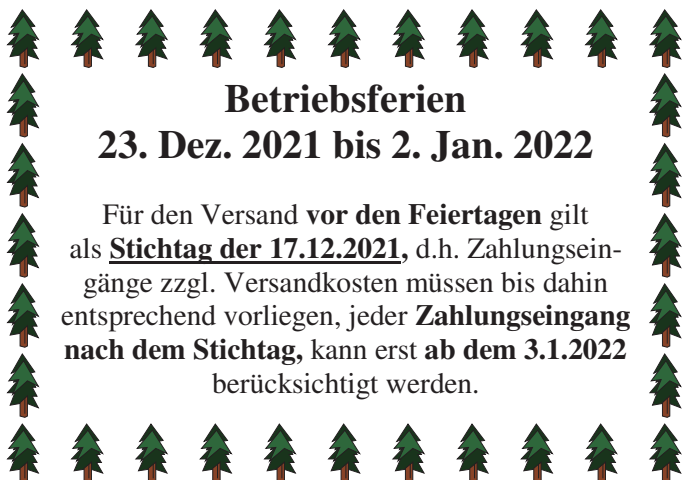 Betriebsferien
23. Dez. 2021 bis 2. Jan. 2022
Für den Versand vor den Feiertagen gilt
als Stichtag der 17.12.2021, d.h. Zahlungsein-
gänge zzgl. Versandkosten müssen bis dahin
entsprechend vorliegen, jeder Zahlungseingang
nach dem Stichtag, kann erst ab dem 3.1.2022
berücksichtigt werden.